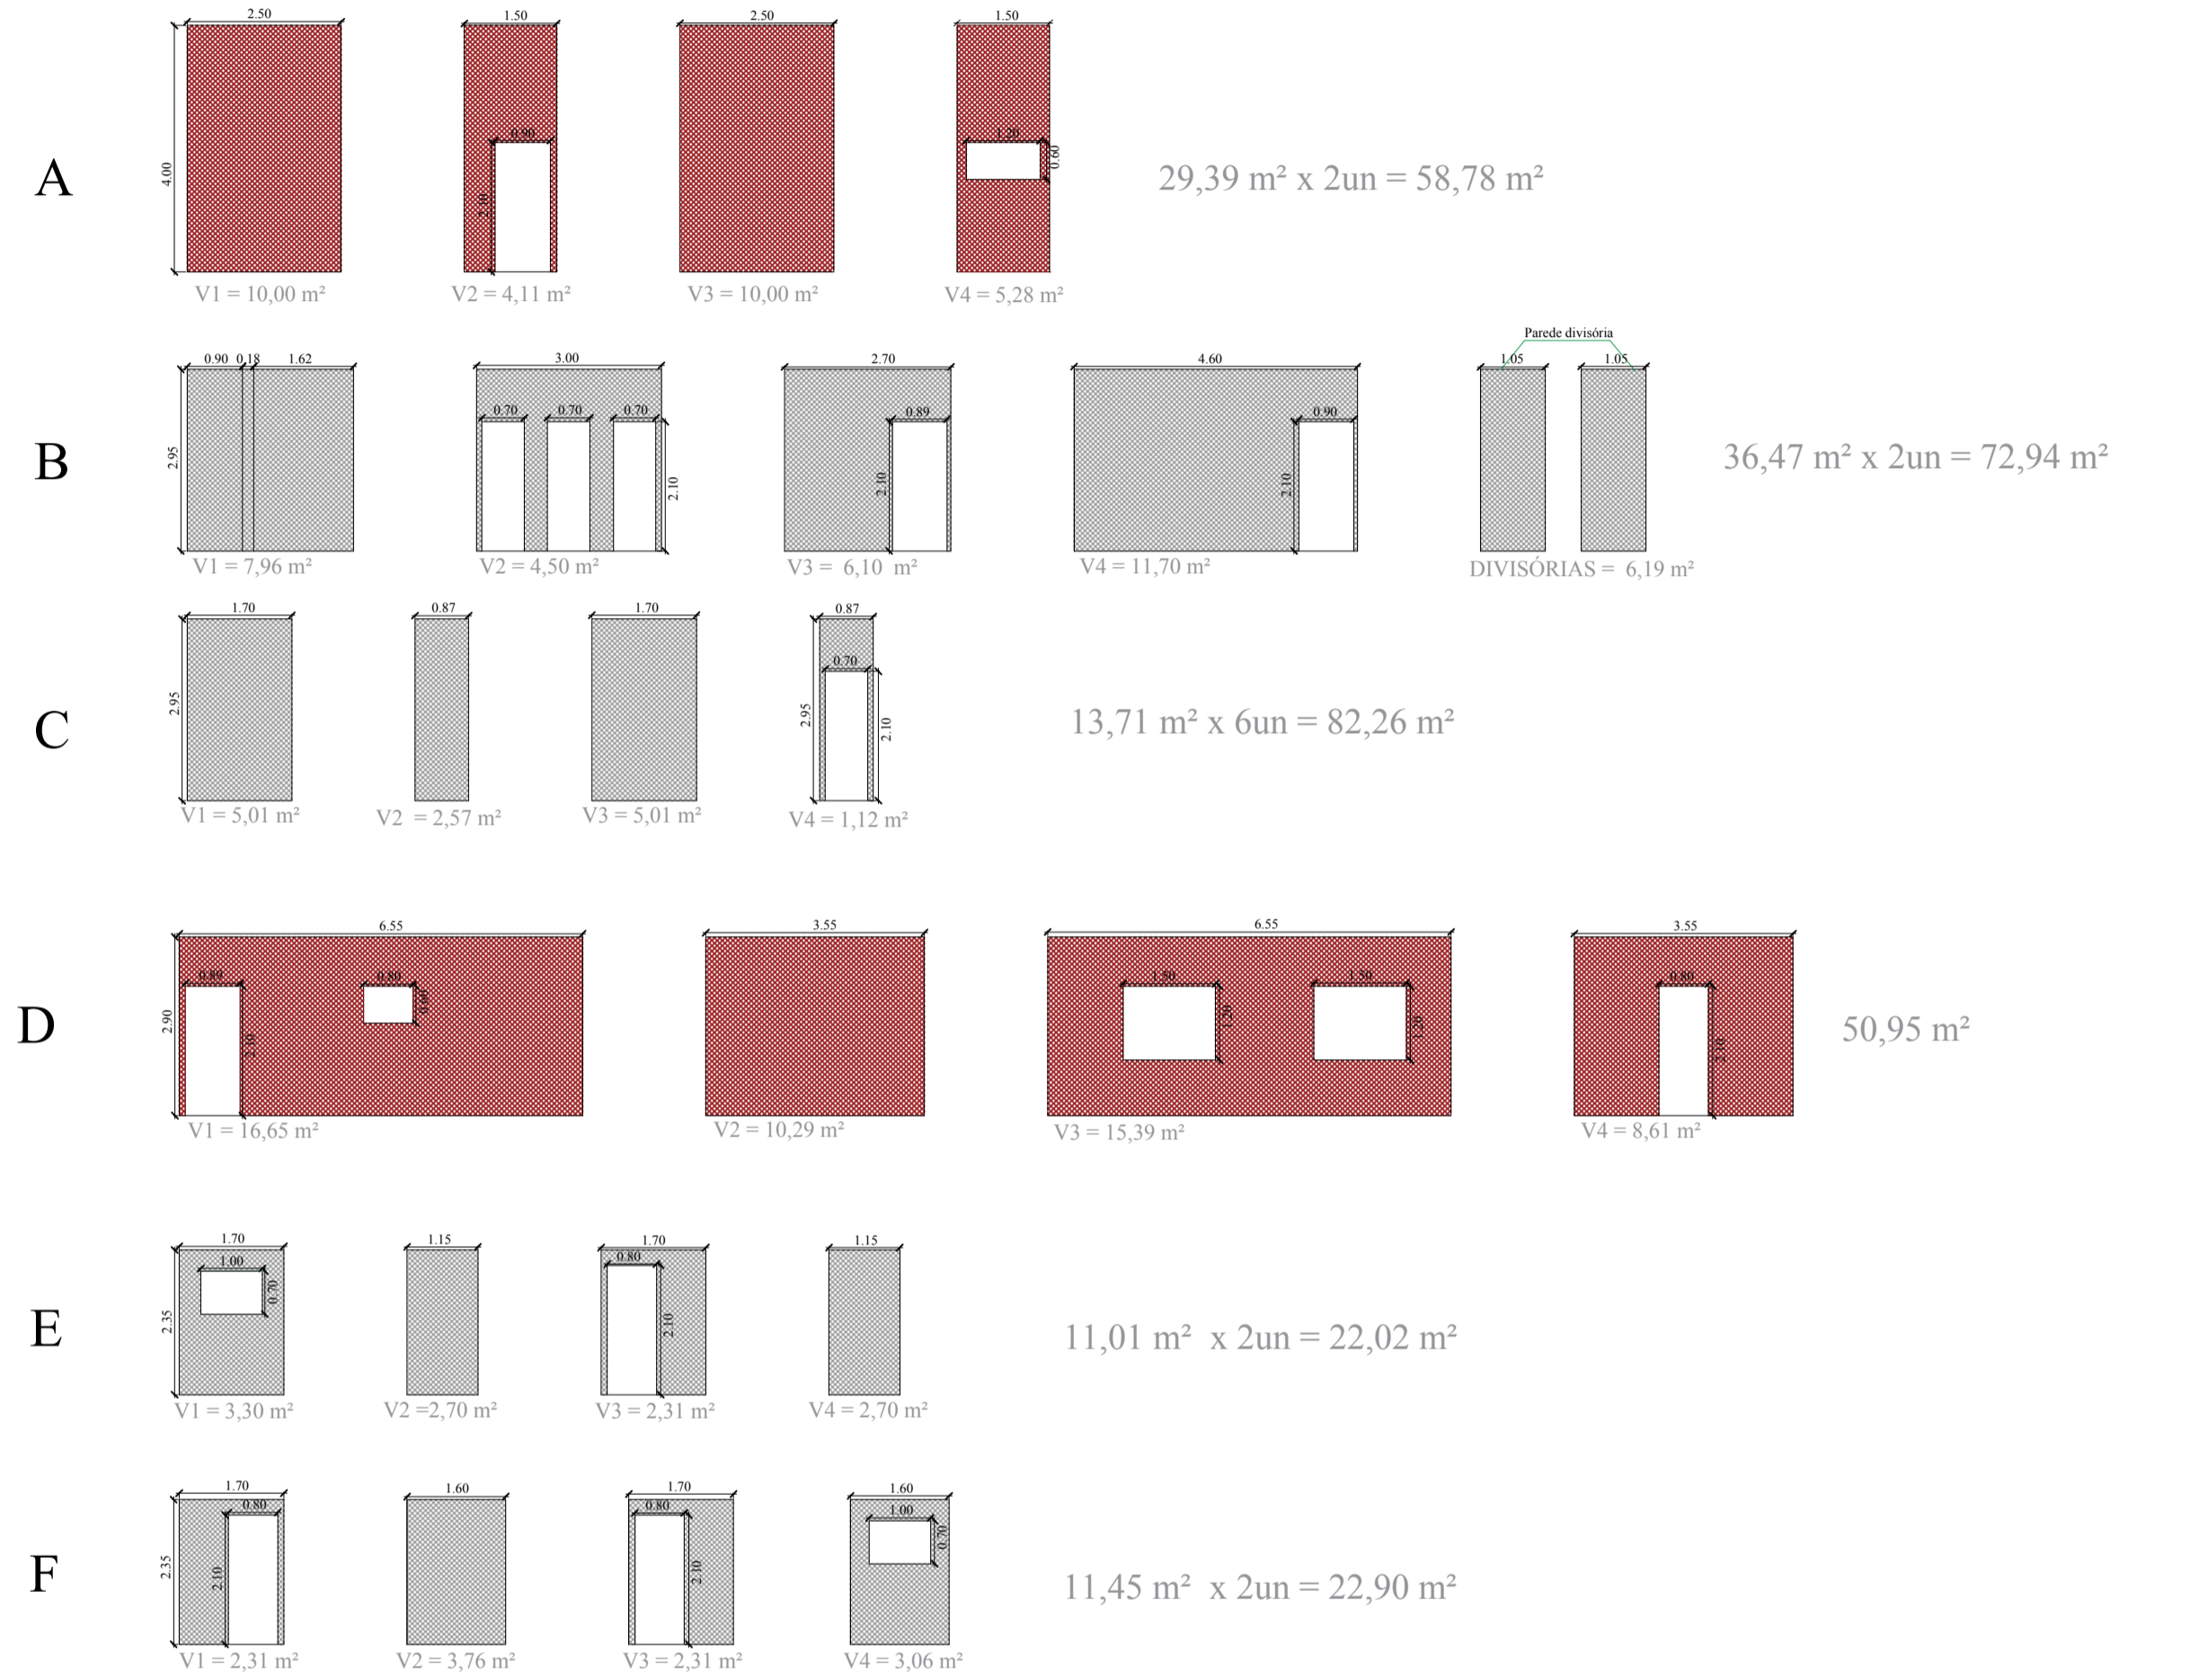 2.50 1.50 2.50 1.50
A
4.00
0.90
2.10
1.20
0.60
29,39 m² x 2un = 58,78 m²
V1 = 10,00 m²
V2 = 4,11 m²
V3 = 10,00 m²
V4 = 5,28 m²
Parede divisória
0.90 0.18 1.62
3.00
2.70
4.60
1.05
1.05
B
2.95
0.70 0.70 0.70
2.10
0.89
2.10
0.90
2.10
36,47 m² x 2un = 72,94 m²
V1 = 7,96 m²
V2 = 4,50 m²
V3 = 6,10 m²
V4 = 11,70 m²
DIVISÓRIAS = 6,19 m²
1.70
0.87
1.70
0.87
C
2.95
2.95
0.70
2.10
13,71 m² x 6un = 82,26 m²
V1 = 5,01 m²
V2 = 2,57 m²
V3 = 5,01 m²
V4 = 1,12 m²
6.55
3.55
6.55
3.55
D
2.90
0.89
2.10
0.80
0.60
1.50
1.20
1.50
1.20
0.80
2.10
50,95 m²
V1 = 16,65 m²
V2 = 10,29 m²
V3 = 15,39 m²
V4 = 8,61 m²
1.70
1.15
1.70
1.15
E
2.35
1.00
0.70
0.80
2.10
11,01 m² x 2un = 22,02 m²
V1 = 3,30 m²
V2 =2,70 m²
V3 = 2,31 m²
V4 = 2,70 m²
1.70
1.60
1.70
1.60
F
2.35
0.80
2.10
0.80
2.10
1.00
0.70
11,45 m² x 2un = 22,90 m²
V1 = 2,31 m²
V2 = 3,76 m²
V3 = 2,31 m²
V4 = 3,06 m²